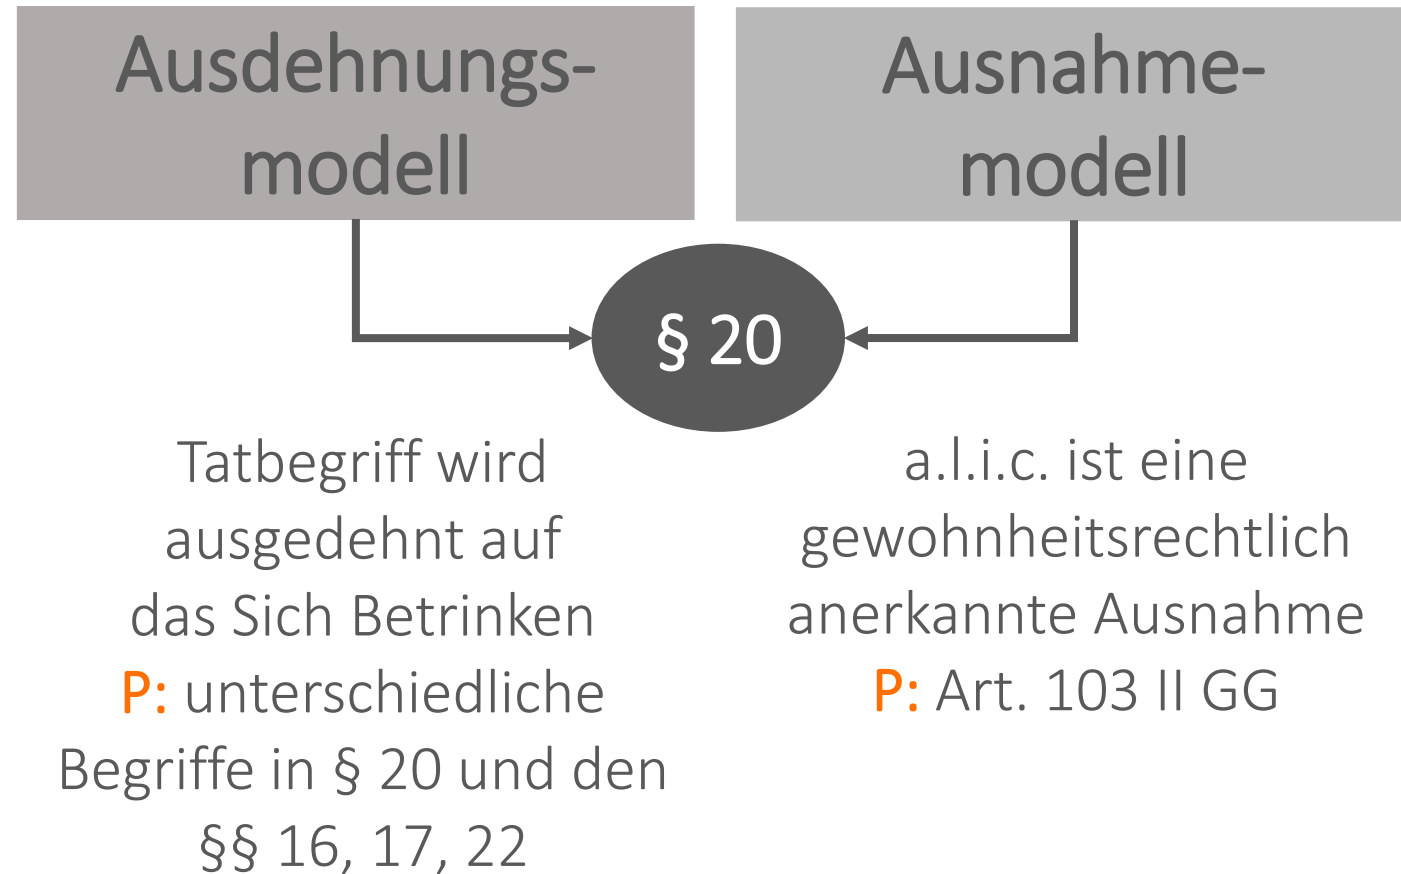 Ausdehnungs-
modell
Ausnahme-
modell
§ 20
Tatbegriff wird
ausgedehnt auf
das Sich Betrinken
P: unterschiedliche
Begriffe in § 20 und den
§§ 16, 17, 22
a.l.i.c. ist eine
gewohnheitsrechtlich
anerkannte Ausnahme
P: Art. 103 II GG